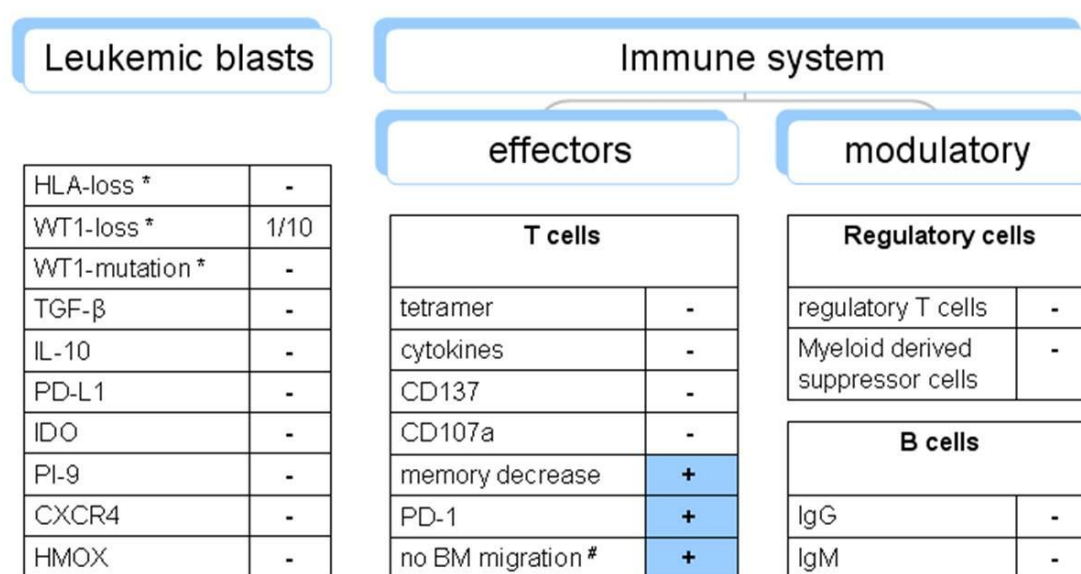 Leukemic blasts
Immune system
effectors
modulatory
HLA-loss * -
WT1-loss * 1/10
WT1-mutation * -
TGF-β -
IL-10 -
PD-L1 -
IDO -
PI-9 -
CXCR4 -
HMOX -
T cells
tetramer -
cytokines -
CD137 -
CD107a -
memory decrease +
PD-1 +
no BM migration # +
Regulatory cells
regulatory T cells -
Myeloid derived -
suppressor cells
B cells
IgG -
IgM -